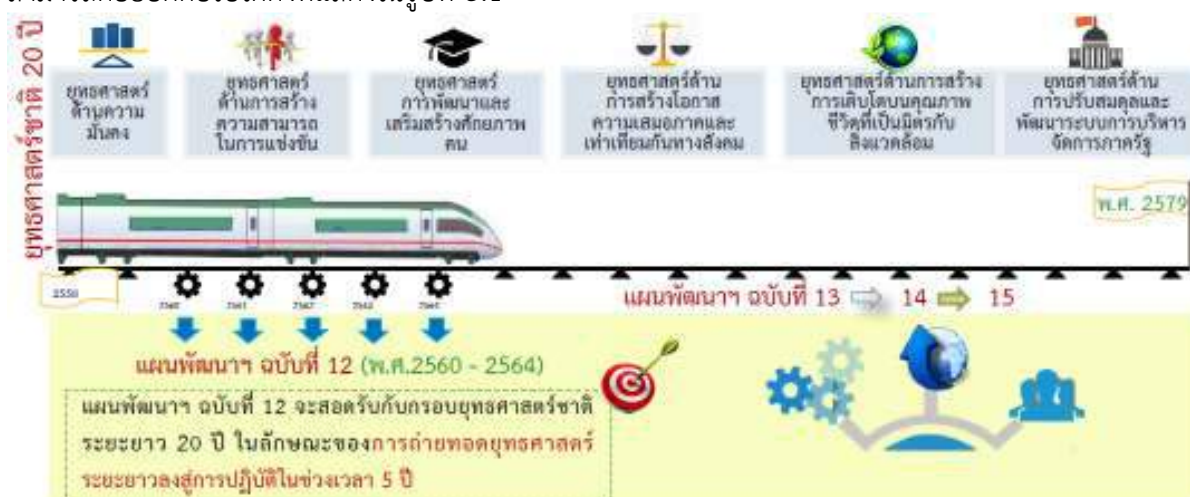 ยุทธศาสตร์ชาติ 20 ปี
ยุทธศาสตร์
ด้านความ
มั่นคง
ยุทธศาสตร์
ด้านการสร้าง
ความสามารถ
ในการแข่งขัน
ยุทธศาสตร์
การพัฒนาและ
เสริมสร้างศักยภาพ
คน
ยุทธศาสตร์ด้าน
การสร้างโอกาส
ความเสมอภาคและ
เท่าเทียมกันทางสังคม
ยุทธศาสตร์ด้านการสร้าง
การเติบโตบนคุณภาพ
ชีวิตที่เป็นมิตรกับ
สิ่งแวดล้อม
ยุทธศาสตร์ด้าน
การปรับสมดุลและ
พัฒนาระบบการบริหาร
จัดการภาครัฐ
พ.ศ. 2579
2560 2561 2562
แผนพัฒนาฯ ฉบับที่ 13 14 15
แผนพัฒนาฯ ฉบับที่ 12 (พ.ศ.2560 - 2564)
แผนพัฒนาฯ ฉบับที่ 12 จะสอดรับกับกรอบยุทธศาสตร์ชาติ
ระยะยาว 20 ปี ในลักษณะของการถ่ายทอดยุทธศาสตร์
ระยะยาวลงสู่การปฏิบัติในช่วงเวลา 5 ปี